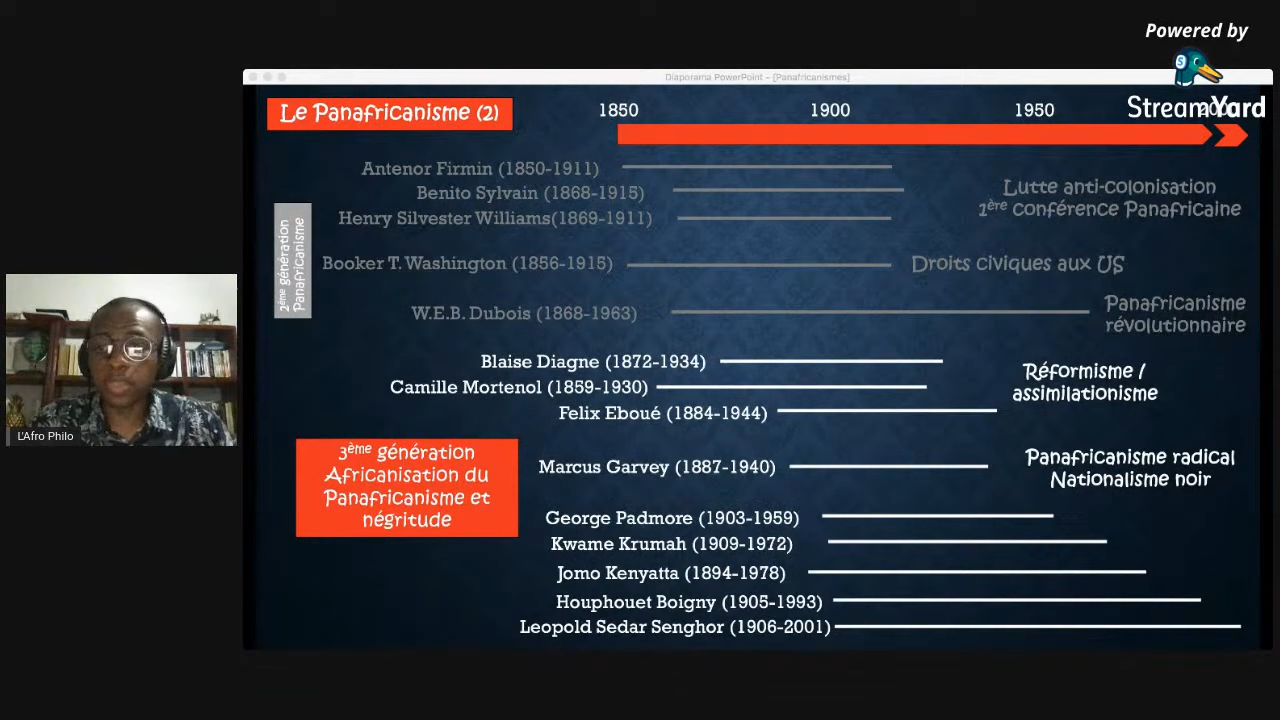 Powered by
StreamYard
Diaporama PowerPoint - [Panafricanismes]
Le Panafricanisme (2)
1850
1900
1950
Antenor Firmin (1850-1911)
Benito Sylvain (1868-1915)
Henry Silvester Williams(1869-1911)
Lutte anti-colonisation
1ère conférence Panafricaine
2ème génération
Panafricanisme
Booker T. Washington (1856-1915)
Droits civiques aux US
W.E.B. Dubois (1868-1963)
Panafricanisme
révolutionnaire
Blaise Diagne (1872-1934)
Camille Mortenol (1859-1930)
Felix Eboué (1884-1944)
Réformisme /
assimilationisme
L'Afro Philo
3ème génération
Africanisation du
Panafricanisme et
négritude
Marcus Garvey (1887-1940)
Panafricanisme radical
Nationalisme noir
George Padmore (1903-1959)
Kwame Krumah (1909-1972)
Jomo Kenyatta (1894-1978)
Houphouet Boigny (1905-1993)
Leopold Sedar Senghor (1906-2001)